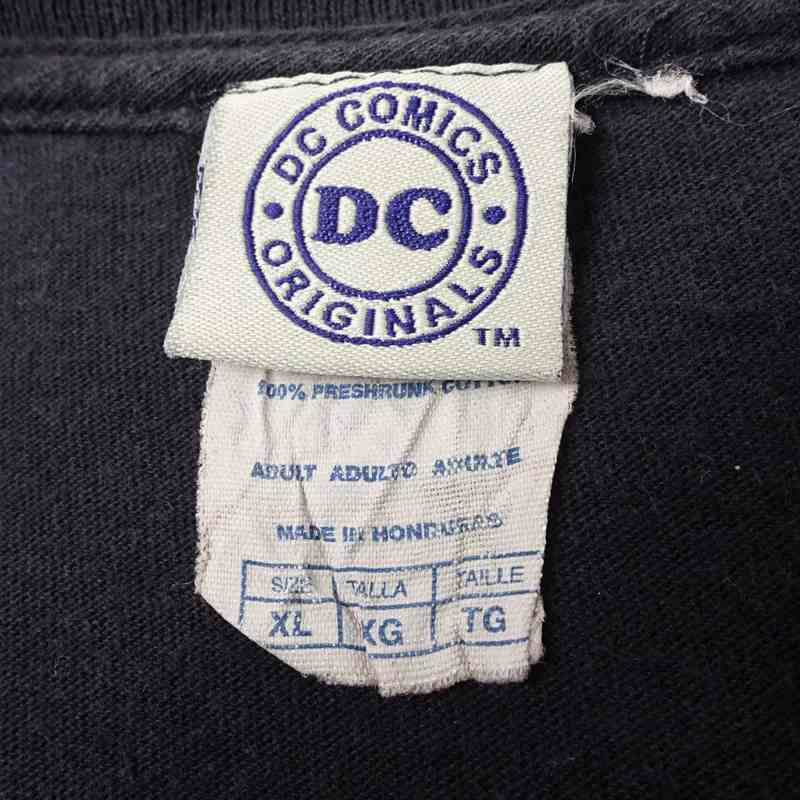 DC COMICS
DC
ORIGINALS
TM
100% PRESHRUNK COTTON
ADULT ADULTO ADULTE
MADE IN HONDURAS
SIZE TALLA TAILLE
XL XG TG